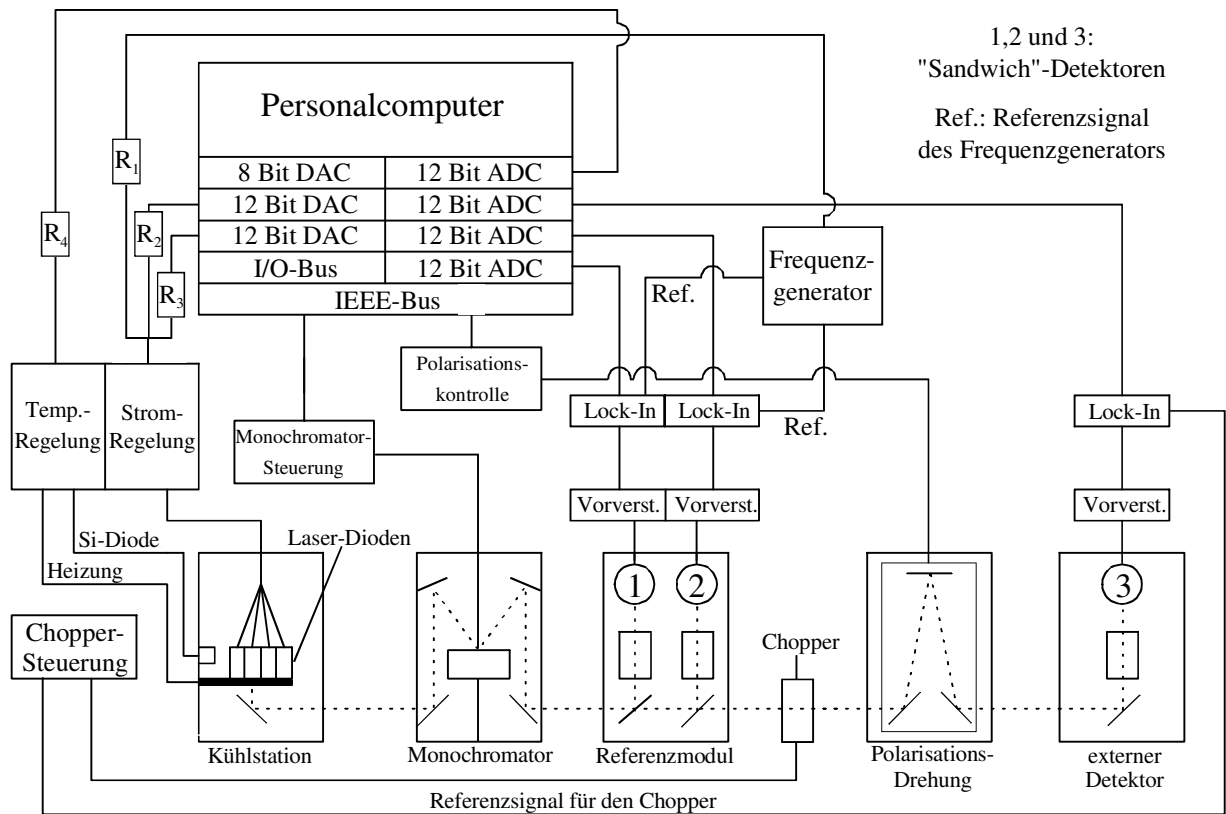 1,2 und 3:
"Sandwich"-Detektoren
Ref.: Referenzsignal
des Frequenzgenerators
Personalcomputer
8 Bit DAC 12 Bit ADC
12 Bit DAC 12 Bit ADC
12 Bit DAC 12 Bit ADC
I/O-Bus 12 Bit ADC
IEEE-Bus
R1
R4
R2
R3
Frequenz-
generator
Ref.
Polarisations-
kontrolle
Temp.-
Regelung
Strom-
Regelung
Monochromator-
Steuerung
Lock-In
Lock-In
Ref.
Lock-In
Vorverst.
Vorverst.
Vorverst.
Si-Diode
Heizung
Laser-Dioden
1
2
3
Chopper-
Steuerung
Chopper
Kühlstation
Monochromator
Referenzmodul
Polarisations-
Drehung
externer
Detektor
Referenzsignal für den Chopper